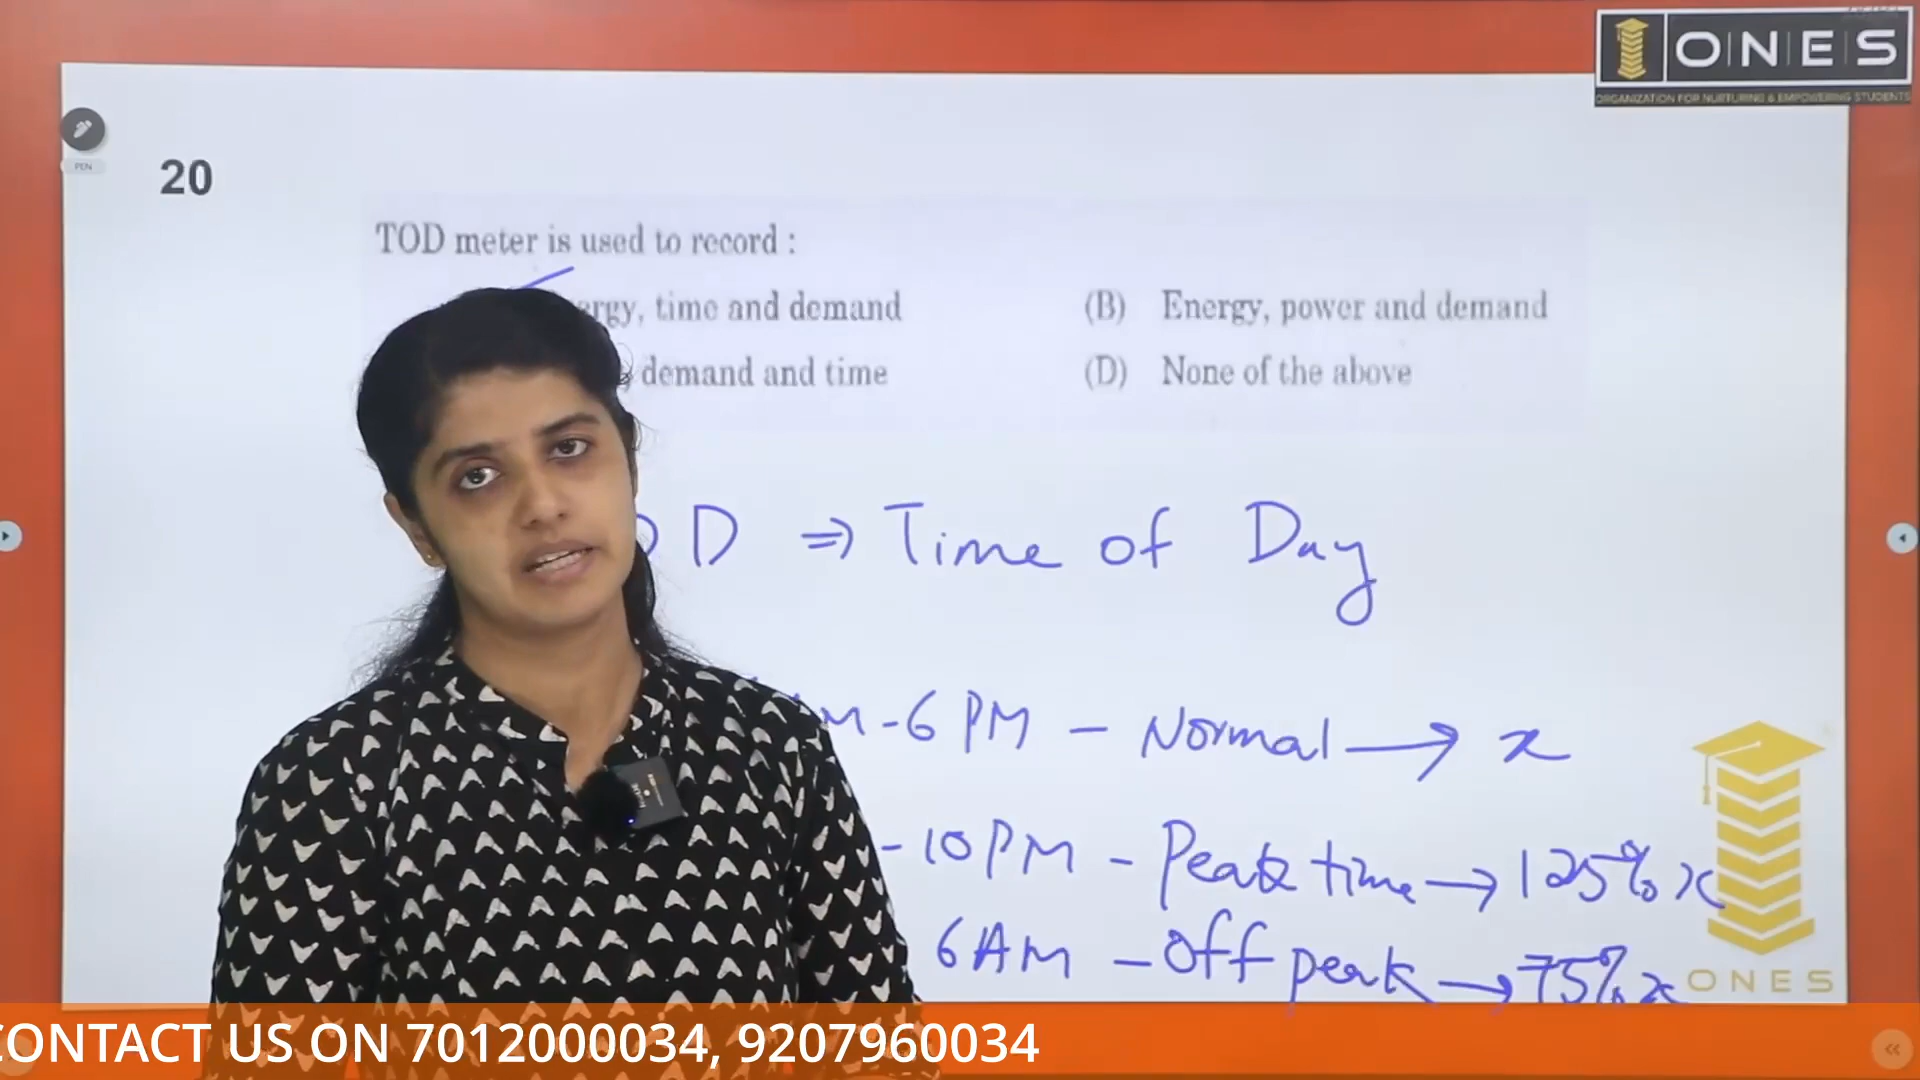 ONES
ORGANIZATION FOR NURTURING & EMPOWERING STUDENTS
PEN
20
TOD meter is used to record :
time and demand
(B) Energy, power and demand
demand and time
(D) None of the above
D ⇒ Time of Day
-6 PM - Normal → x
-10 PM - Peak time → 125% x
6 AM - Off peak → 75% x
ONES
CONTACT US ON 7012000034, 9207960034